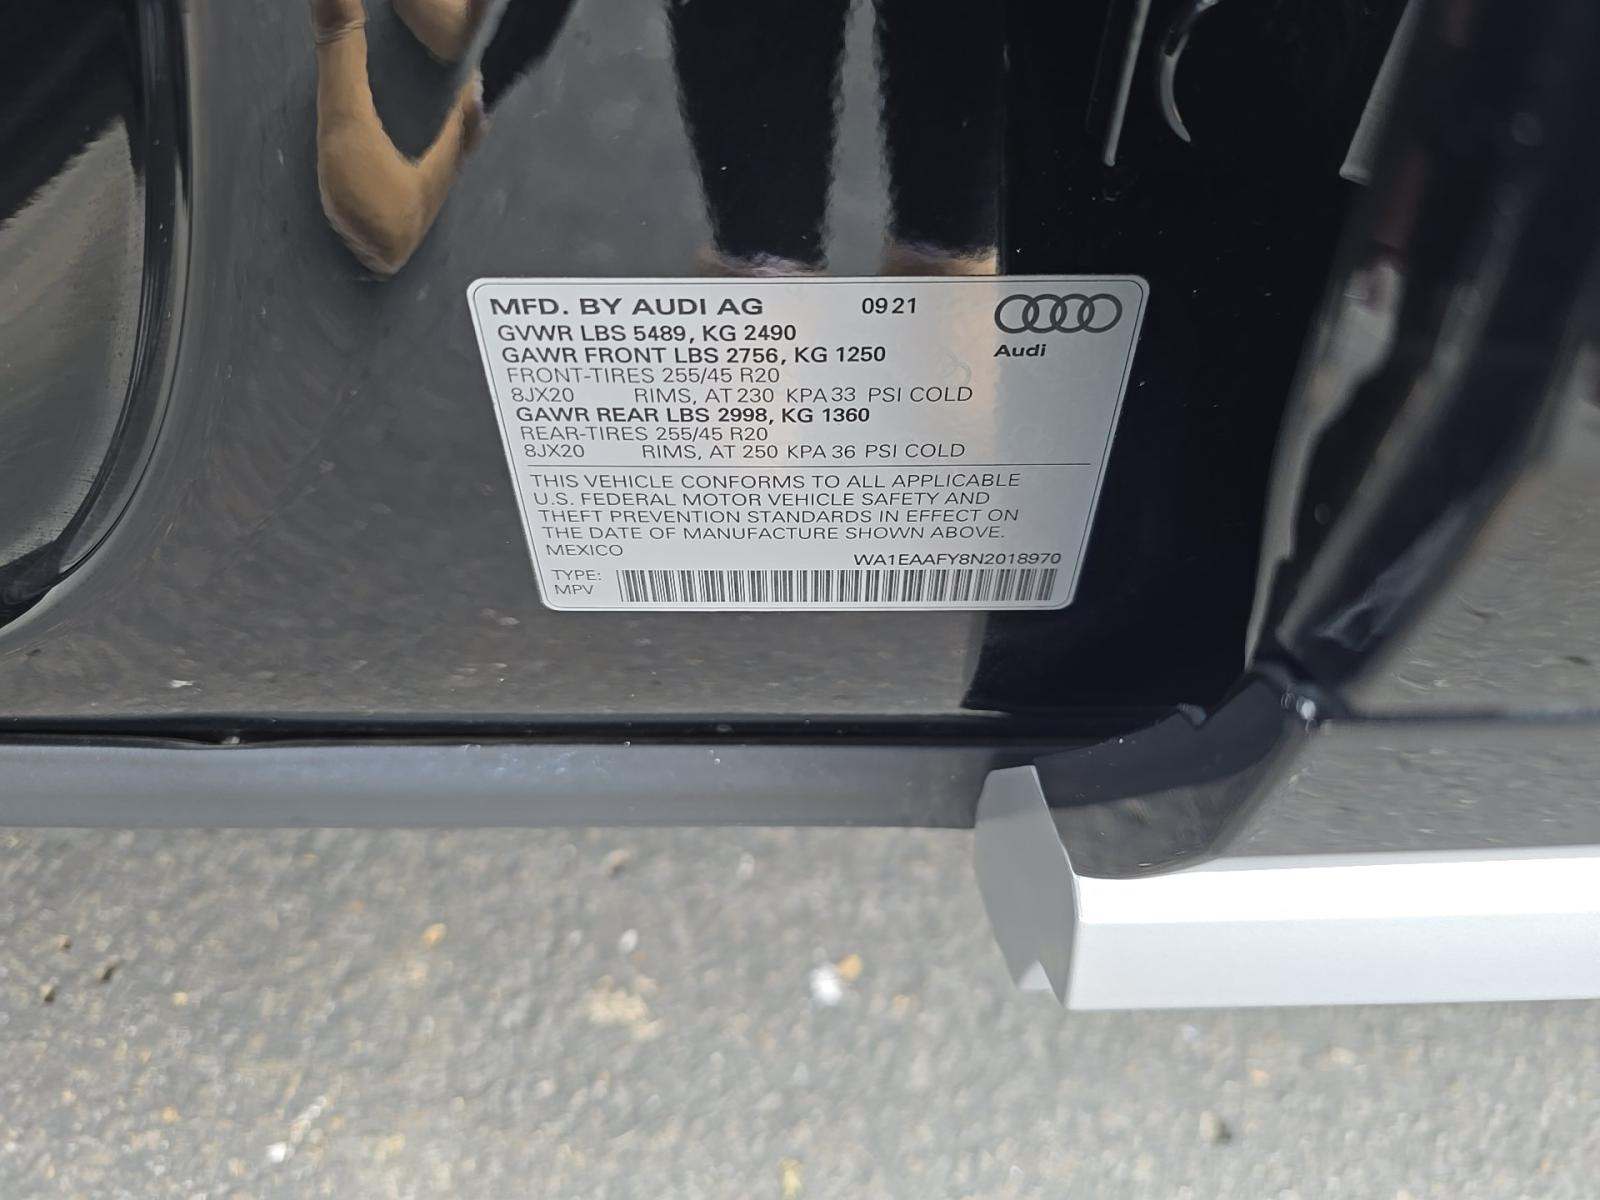 MFD. BY AUDI AG 09 21
GVWR LBS 5489, KG 2490
GAWR FRONT LBS 2756, KG 1250
Audi
FRONT-TIRES 255/45 R20
8JX20 RIMS, AT 230 KPA 33 PSI COLD
GAWR REAR LBS 2998, KG 1360
REAR-TIRES 255/45 R20
8JX20 RIMS, AT 250 KPA 36 PSI COLD
THIS VEHICLE CONFORMS TO ALL APPLICABLE
U.S. FEDERAL MOTOR VEHICLE SAFETY AND
THEFT PREVENTION STANDARDS IN EFFECT ON
THE DATE OF MANUFACTURE SHOWN ABOVE.
MEXICO WA1EAAFY8N2018970
TYPE:
MPV